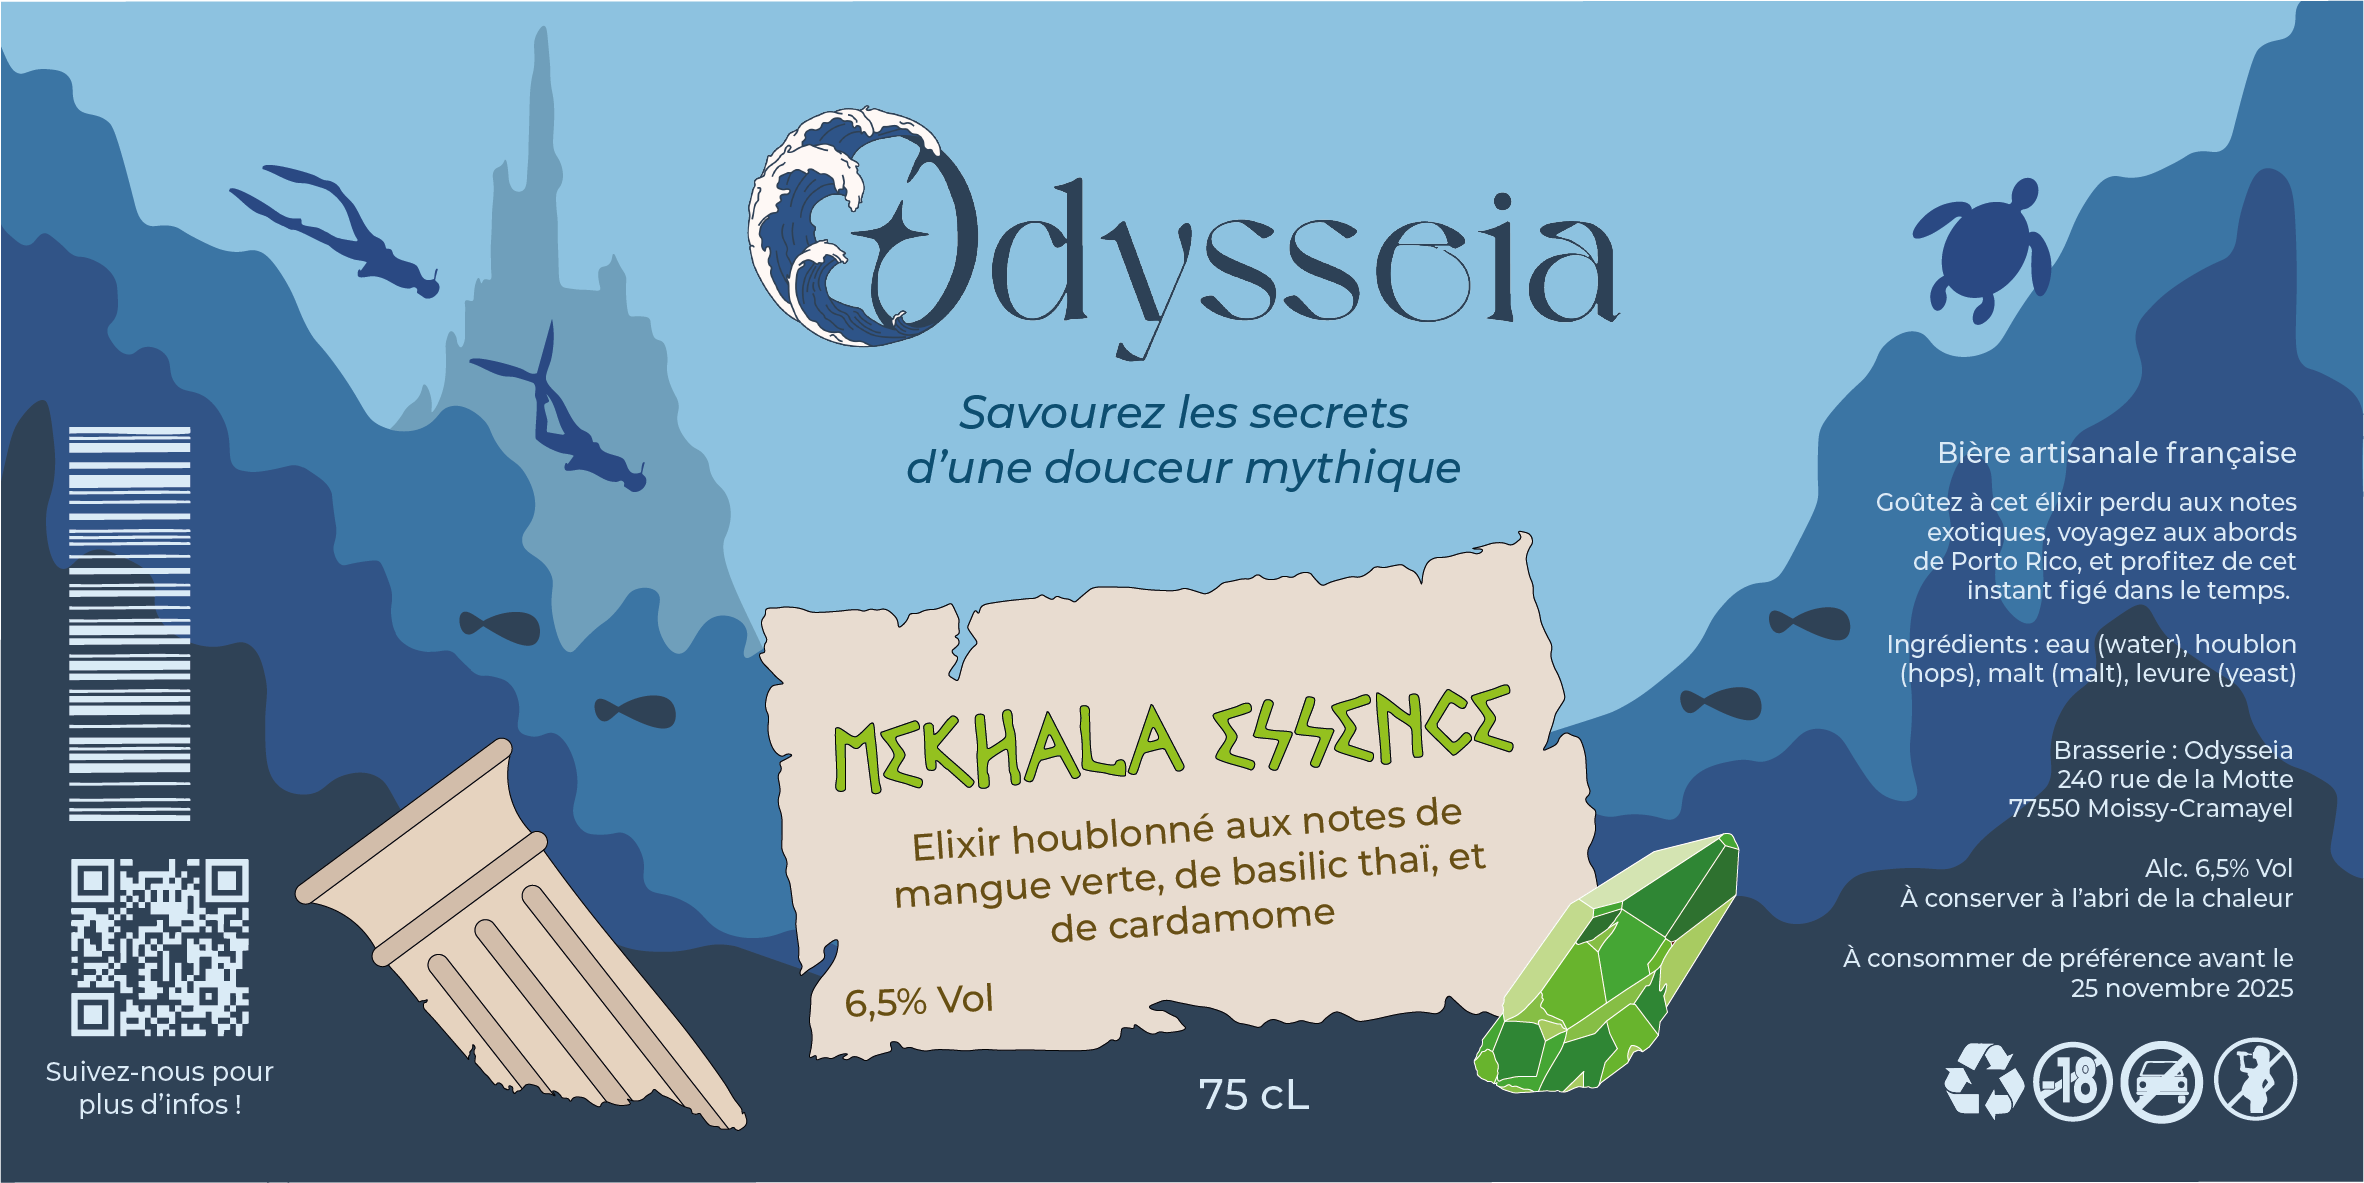 Odysseia
Savourez les secrets
d’une douceur mythique
MEKHALA ESSENCE
Elixir houblonné aux notes de
mangue verte, de basilic thaï, et
de cardamome
6,5% Vol
75 cL
Suivez-nous pour
plus d’infos !
Bière artisanale française
Goûtez à cet élixir perdu aux notes
exotiques, voyagez aux abords
de Porto Rico, et profitez de cet
instant figé dans le temps.
Ingrédients : eau (water), houblon
(hops), malt (malt), levure (yeast)
Brasserie : Odysseia
240 rue de la Motte
77550 Moissy-Cramayel
Alc. 6,5% Vol
À conserver à l’abri de la chaleur
À consommer de préférence avant le
25 novembre 2025
-18